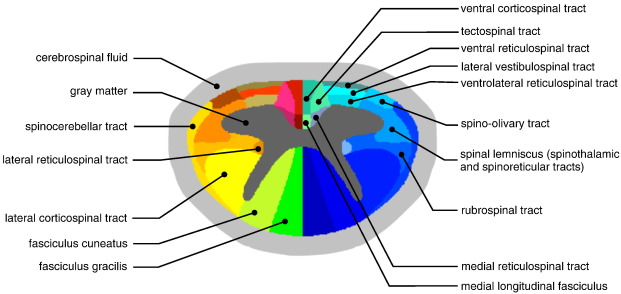 ventral corticospinal tract
tectospinal tract
ventral reticulospinal tract
lateral vestibulospinal tract
ventrolateral reticulospinal tract
spino-olivary tract
spinal lemniscus (spinothalamic
and spinoreticular tracts)
rubrospinal tract
medial reticulospinal tract
medial longitudinal fasciculus
cerebrospinal fluid
gray matter
spinocerebellar tract
lateral reticulospinal tract
lateral corticospinal tract
fasciculus cuneatus
fasciculus gracilis